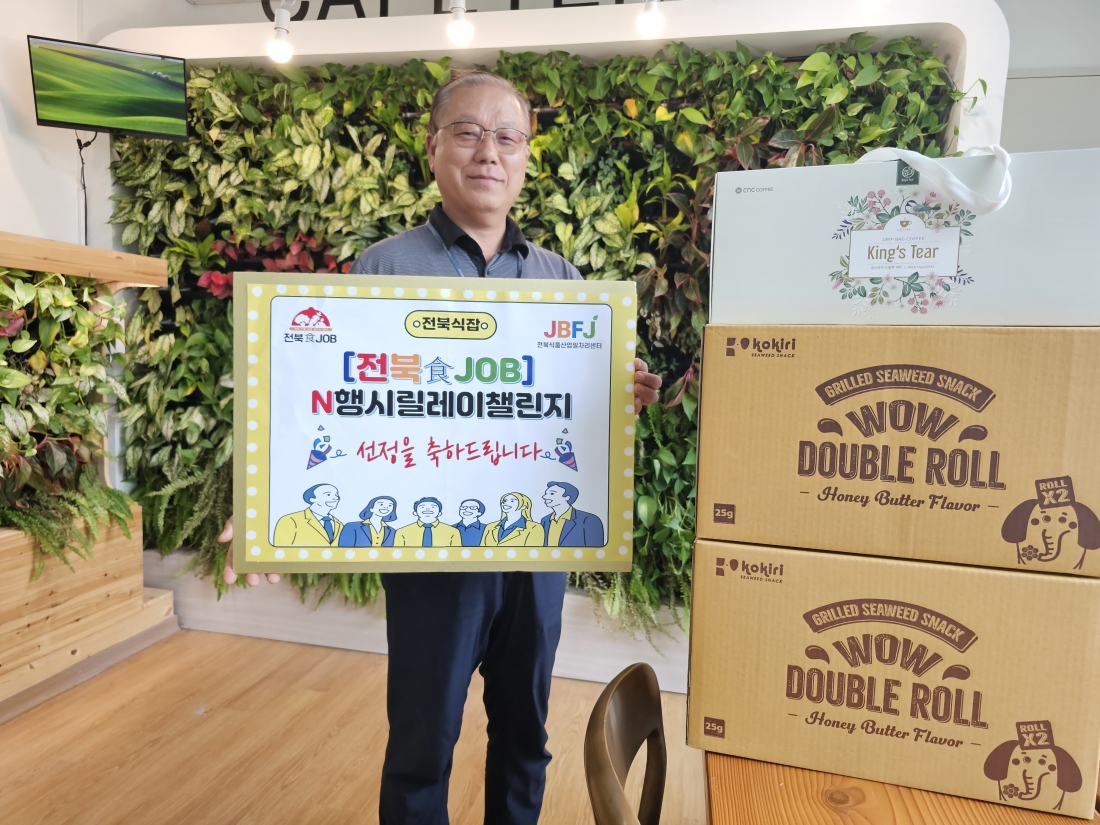 전북식잡
전북食JOB
JBFJ
전북식품산업일자리센터
[전북食JOB]
N행시릴레이챌린지
선정을 축하드립니다
CNC COFFEE
DRIP BAG COFFEE
King's Tear
kokiri
SEAWEED SNACK
GRILLED SEAWEED SNACK
WOW
DOUBLE ROLL
Honey Butter Flavor
25g
ROLL
X2
kokiri
SEAWEED SNACK
GRILLED SEAWEED SNACK
WOW
DOUBLE ROLL
Honey Butter Flavor
25g
ROLL
X2